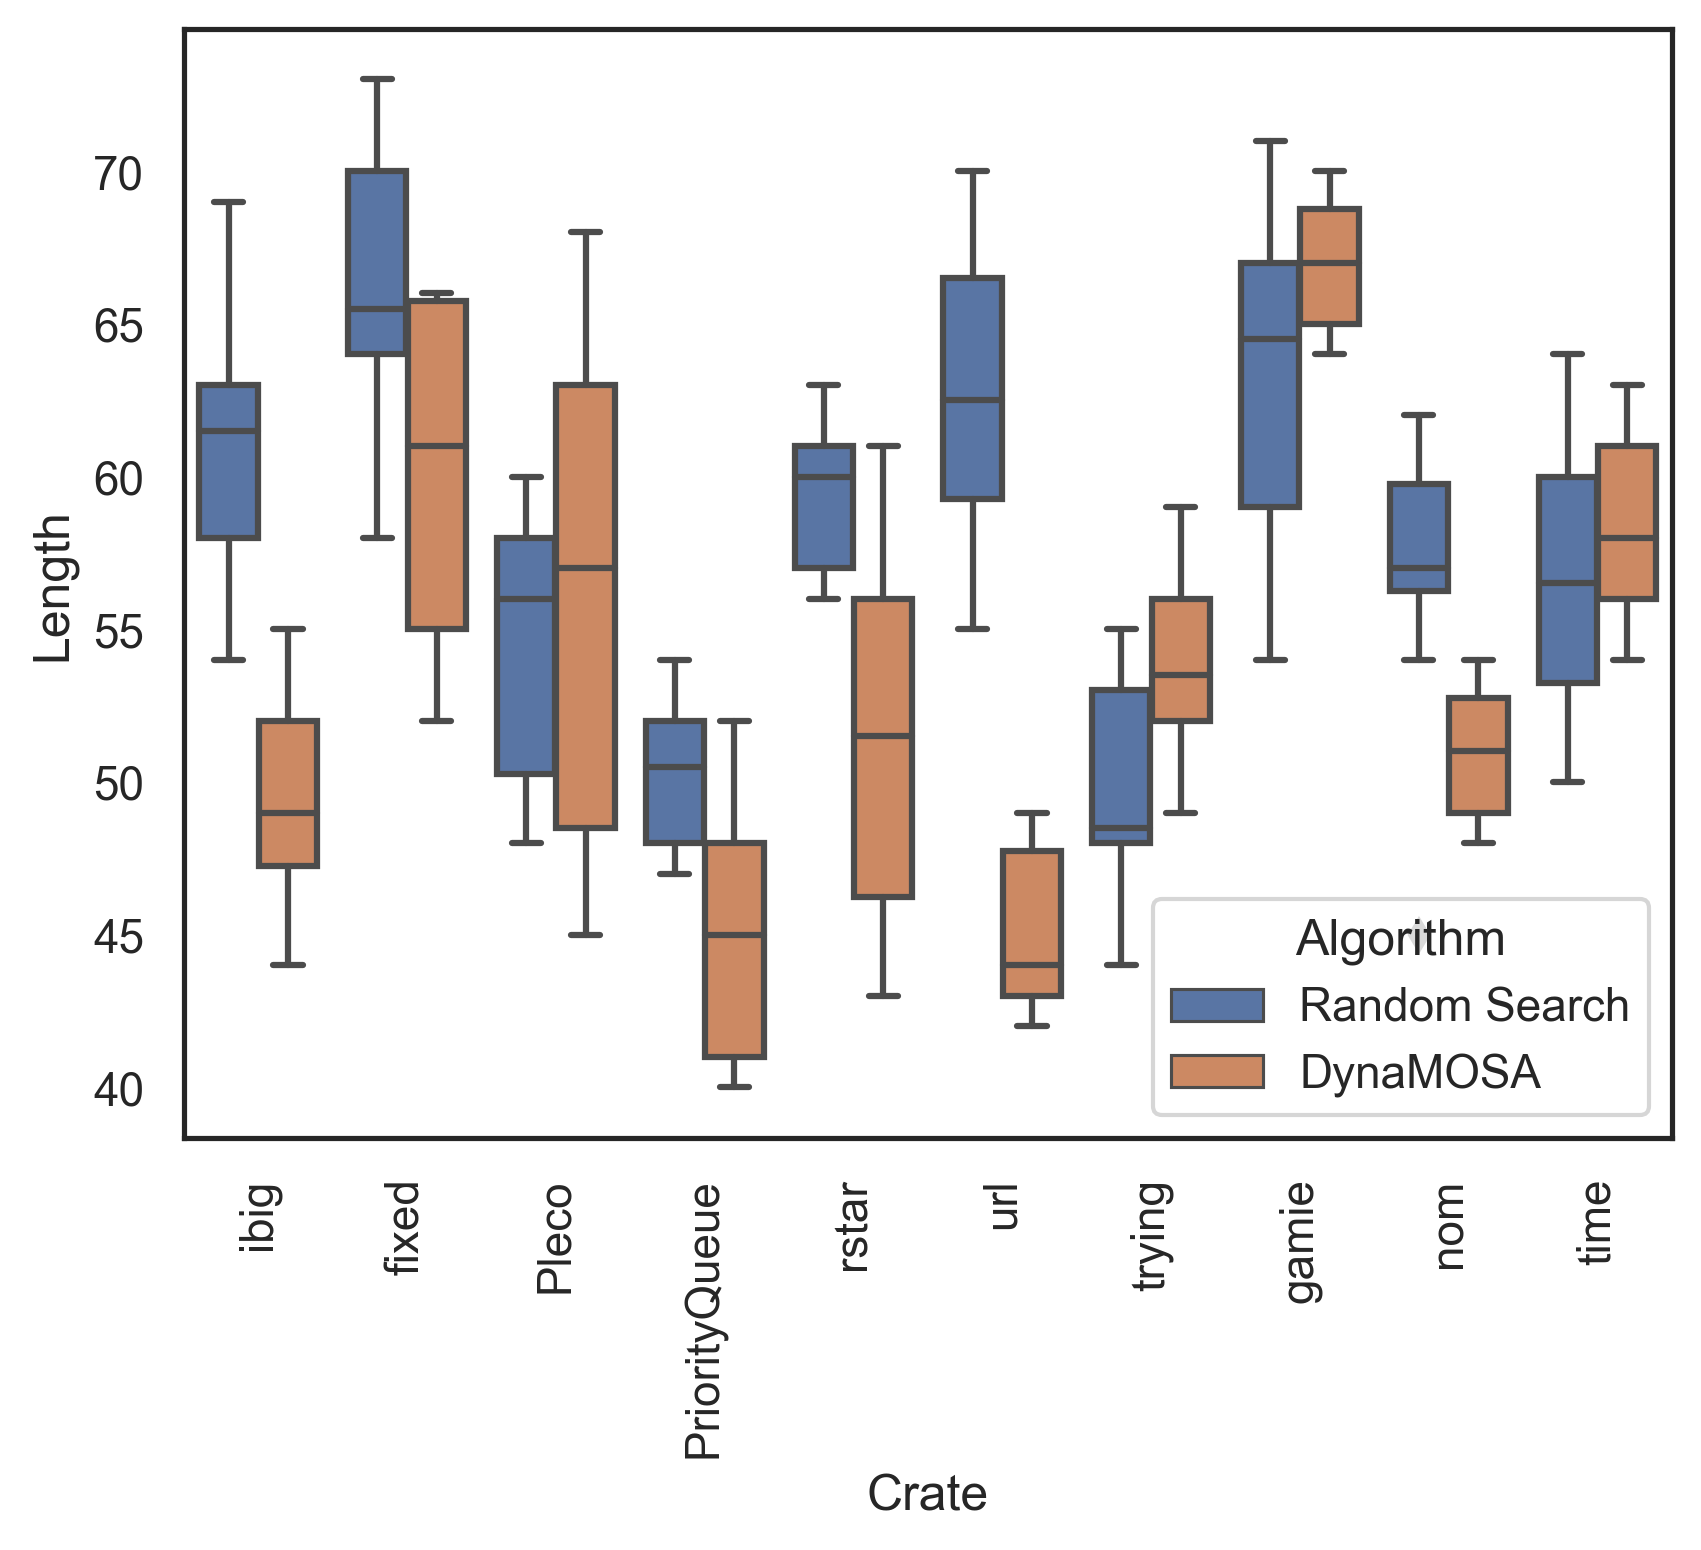 Length
70
65
60
55
50
45
40
Algorithm
Random Search
DynaMOSA
ibig
fixed
Pleco
PriorityQueue
rstar
url
trying
gamie
nom
time
Crate